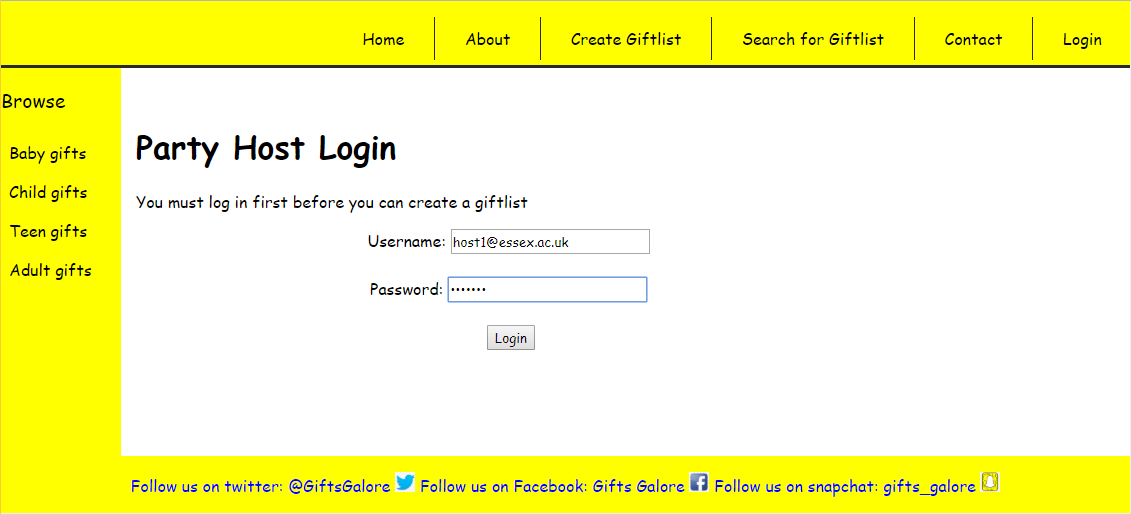 Home About Create Giftlist Search for Giftlist Contact Login
Browse
Baby gifts
Child gifts
Teen gifts
Adult gifts
Party Host Login
You must log in first before you can create a giftlist
Username: host1@essex.ac.uk
Password: •••••••
Login
Follow us on twitter: @GiftsGalore Follow us on Facebook: Gifts Galore Follow us on snapchat: gifts_galore